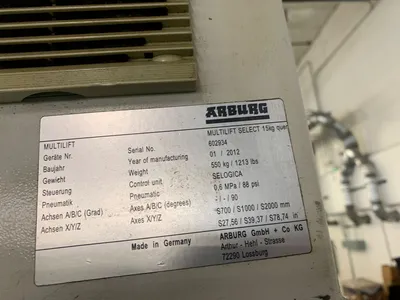 ARBURG
MULTILIFT MULTILIFT SELECT 15kg quer
Geräte Nr. Serial No. 602934
Baujahr Year of manufacturing 01 / 2012
Gewicht Weight 550 kg / 1213 lbs
Steuerung Control unit SELOGICA
Pneumatik Pneumatic 0,6 MPa / 88 psi
Achsen A/B/C (Grad) Axes A/B/C (degrees) - / - / 90
Achsen X/Y/Z Axes X/Y/Z S700 / S1000 / S2000 mm
S27,56 / S39,37 / S78,74 in
Made in Germany ARBURG GmbH + Co KG
Arthur - Hehl - Strasse
72290 Lossburg